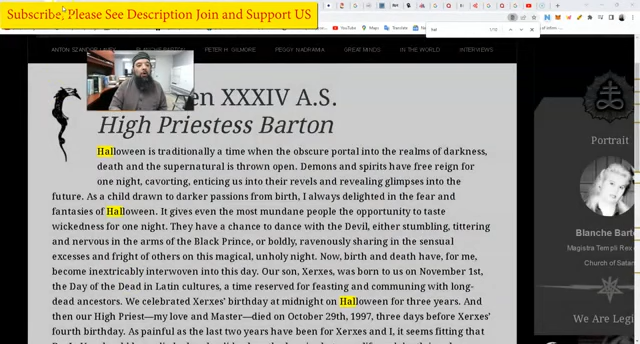 Subscribe, Please See Description Join and Support US
hal
1/10
ANTON SZANDOR LAVEY
BLANCHE BARTON
PETER H. GILMORE
PEGGY NADRAMIA
GREAT MINDS
IN THE WORLD
INTERVIEWS
en XXXIV A.S.
High Priestess Barton
Halloween is traditionally a time when the obscure portal into the realms of darkness,
death and the supernatural is thrown open. Demons and spirits have free reign for
one night, cavorting, enticing us into their revels and revealing glimpses into the
future. As a child drawn to darker passions from birth, I always delighted in the fear and
fantasies of Halloween. It gives even the most mundane people the opportunity to taste
wickedness for one night. They have a chance to dance with the Devil, either stumbling, tittering
and nervous in the arms of the Black Prince, or boldly, ravenously sharing in the sensual
excesses and fright of others on this magical, unholy night. Now, birth and death have, for me,
become inextricably interwoven into this day. Our son, Xerxes, was born to us on November 1st,
the Day of the Dead in Latin cultures, a time reserved for feasting and communing with long-
dead ancestors. We celebrated Xerxes' birthday at midnight on Halloween for three years. And
then our High Priest—my love and Master—died on October 29th, 1997, three days before Xerxes'
fourth birthday. As painful as the last two years have been for Xerxes and I, it seems fitting that
Portrait
Blanche Bart
Magistra Templi Rex
Church of Satan
We Are Legi